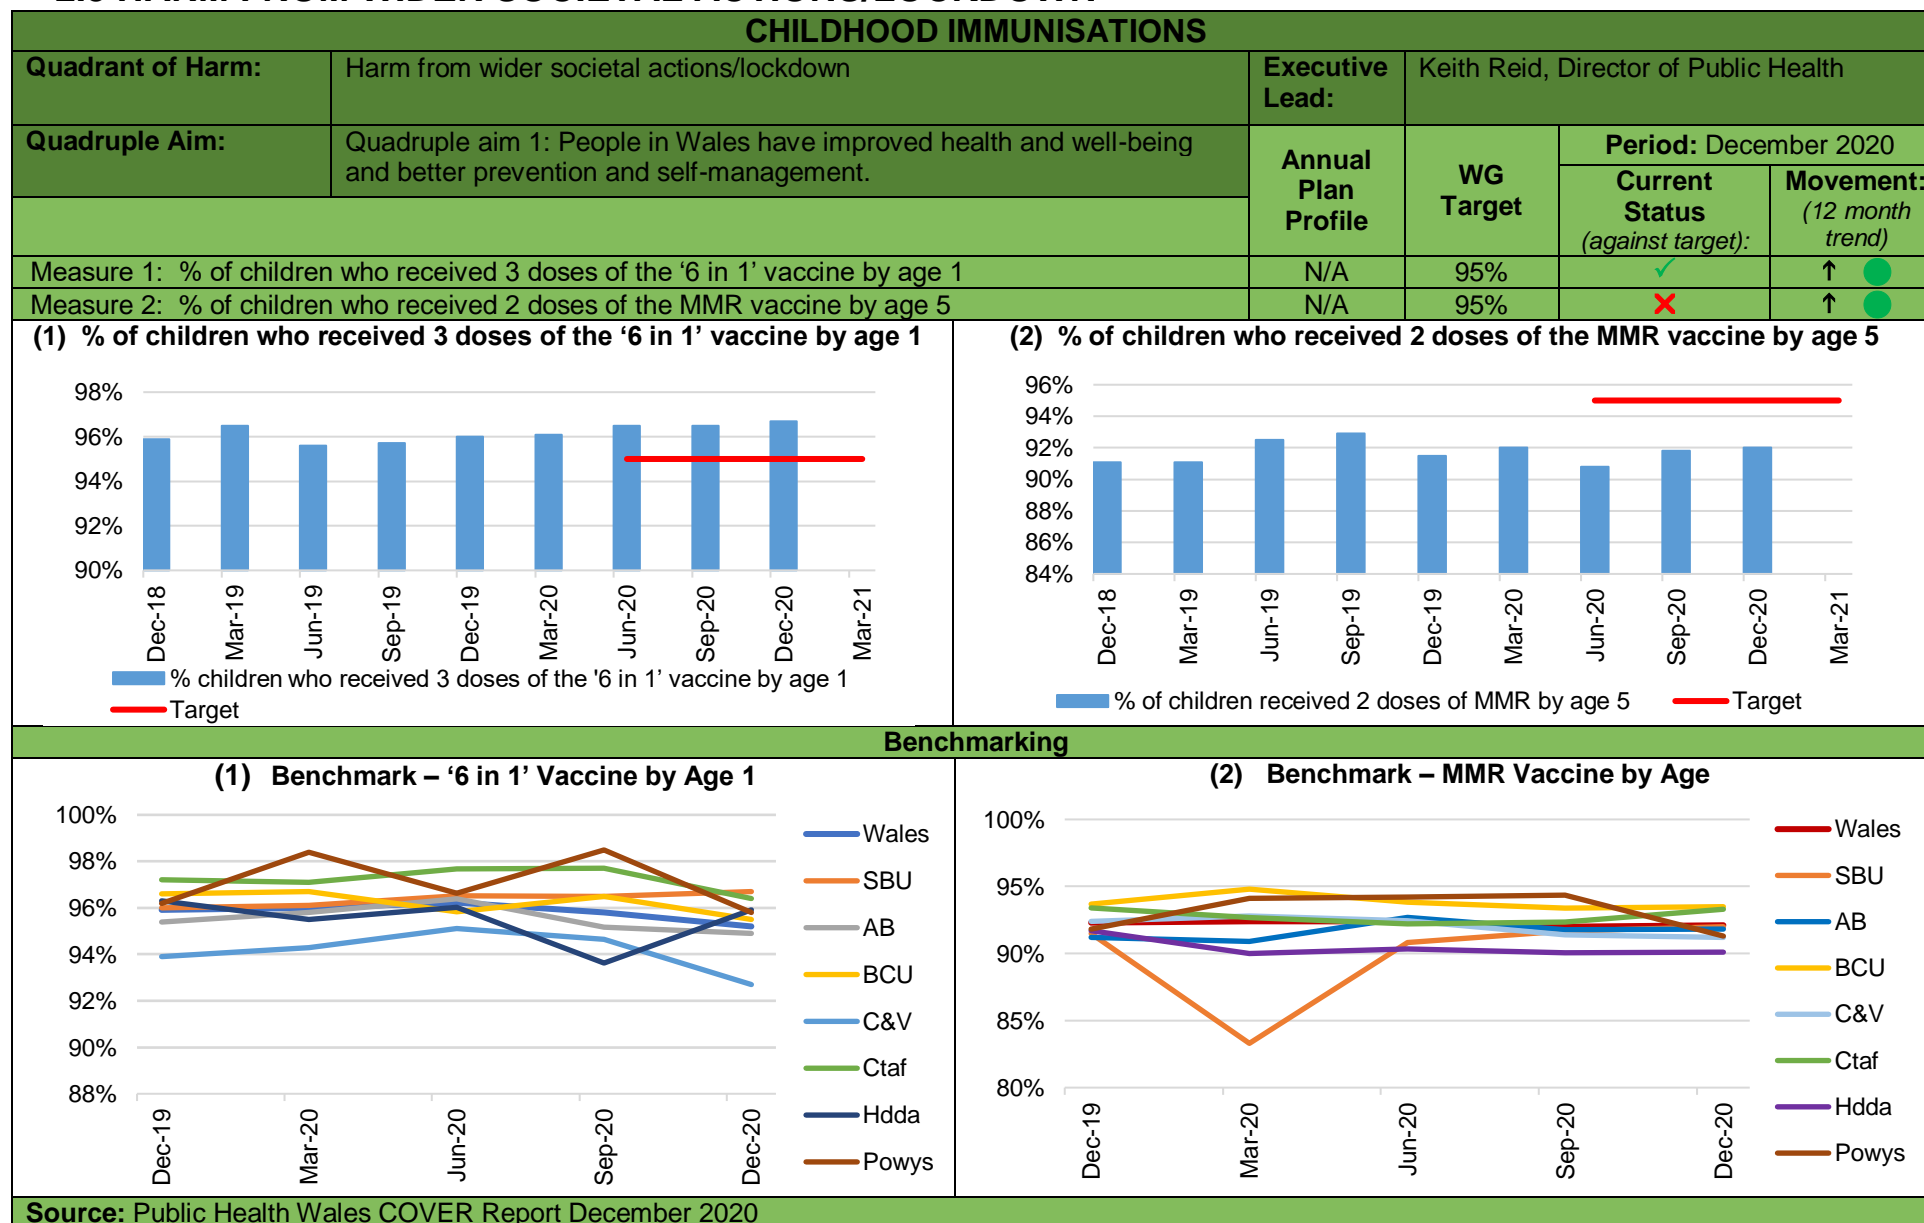 CHILDHOOD IMMUNISATIONS
Quadrant of Harm:
Harm from wider societal actions/lockdown
Executive
Lead:
Keith Reid, Director of Public Health
Quadruple Aim:
Quadruple aim 1: People in Wales have improved health and well-being
and better prevention and self-management.
Annual
Plan
Profile
WG
Target
Period: December 2020
Current
Status
(against target):
Movement:
(12 month
trend)
Measure 1: % of children who received 3 doses of the ‘6 in 1’ vaccine by age 1
N/A
95%
✓
↑
Measure 2: % of children who received 2 doses of the MMR vaccine by age 5
N/A
95%
✗
↑
(1) % of children who received 3 doses of the ‘6 in 1’ vaccine by age 1
98%
96%
94%
92%
90%
Dec-18
Mar-19
Jun-19
Sep-19
Dec-19
Mar-20
Jun-20
Sep-20
Dec-20
Mar-21
% children who received 3 doses of the '6 in 1’ vaccine by age 1
Target
(2) % of children who received 2 doses of the MMR vaccine by age 5
96%
94%
92%
90%
88%
86%
84%
Dec-18
Mar-19
Jun-19
Sep-19
Dec-19
Mar-20
Jun-20
Sep-20
Dec-20
Mar-21
% of children received 2 doses of MMR by age 5
Target
Benchmarking
(1) Benchmark – ‘6 in 1’ Vaccine by Age 1
100%
98%
96%
94%
92%
90%
88%
Dec-19
Mar-20
Jun-20
Sep-20
Dec-20
Wales
SBU
AB
BCU
C&V
Ctaf
Hdda
Powys
(2) Benchmark – MMR Vaccine by Age
100%
95%
90%
85%
80%
Dec-19
Mar-20
Jun-20
Sep-20
Dec-20
Wales
SBU
AB
BCU
C&V
Ctaf
Hdda
Powys
Source: Public Health Wales COVER Report December 2020